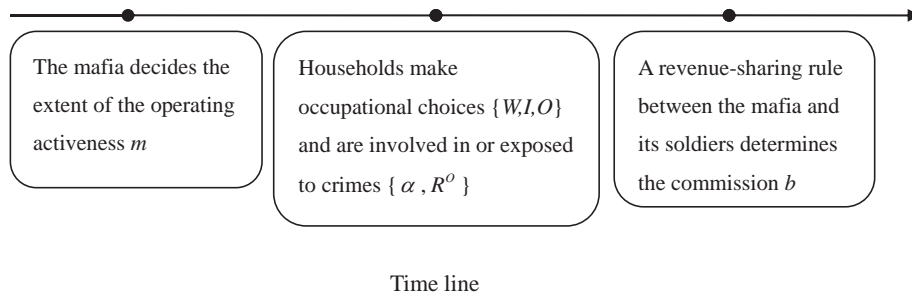 The mafia decides the
extent of the operating
activeness m
Households make
occupational choices {W,I,O}
and are involved in or exposed
to crimes { α , R^O }
A revenue-sharing rule
between the mafia and
its soldiers determines
the commission b
Time line